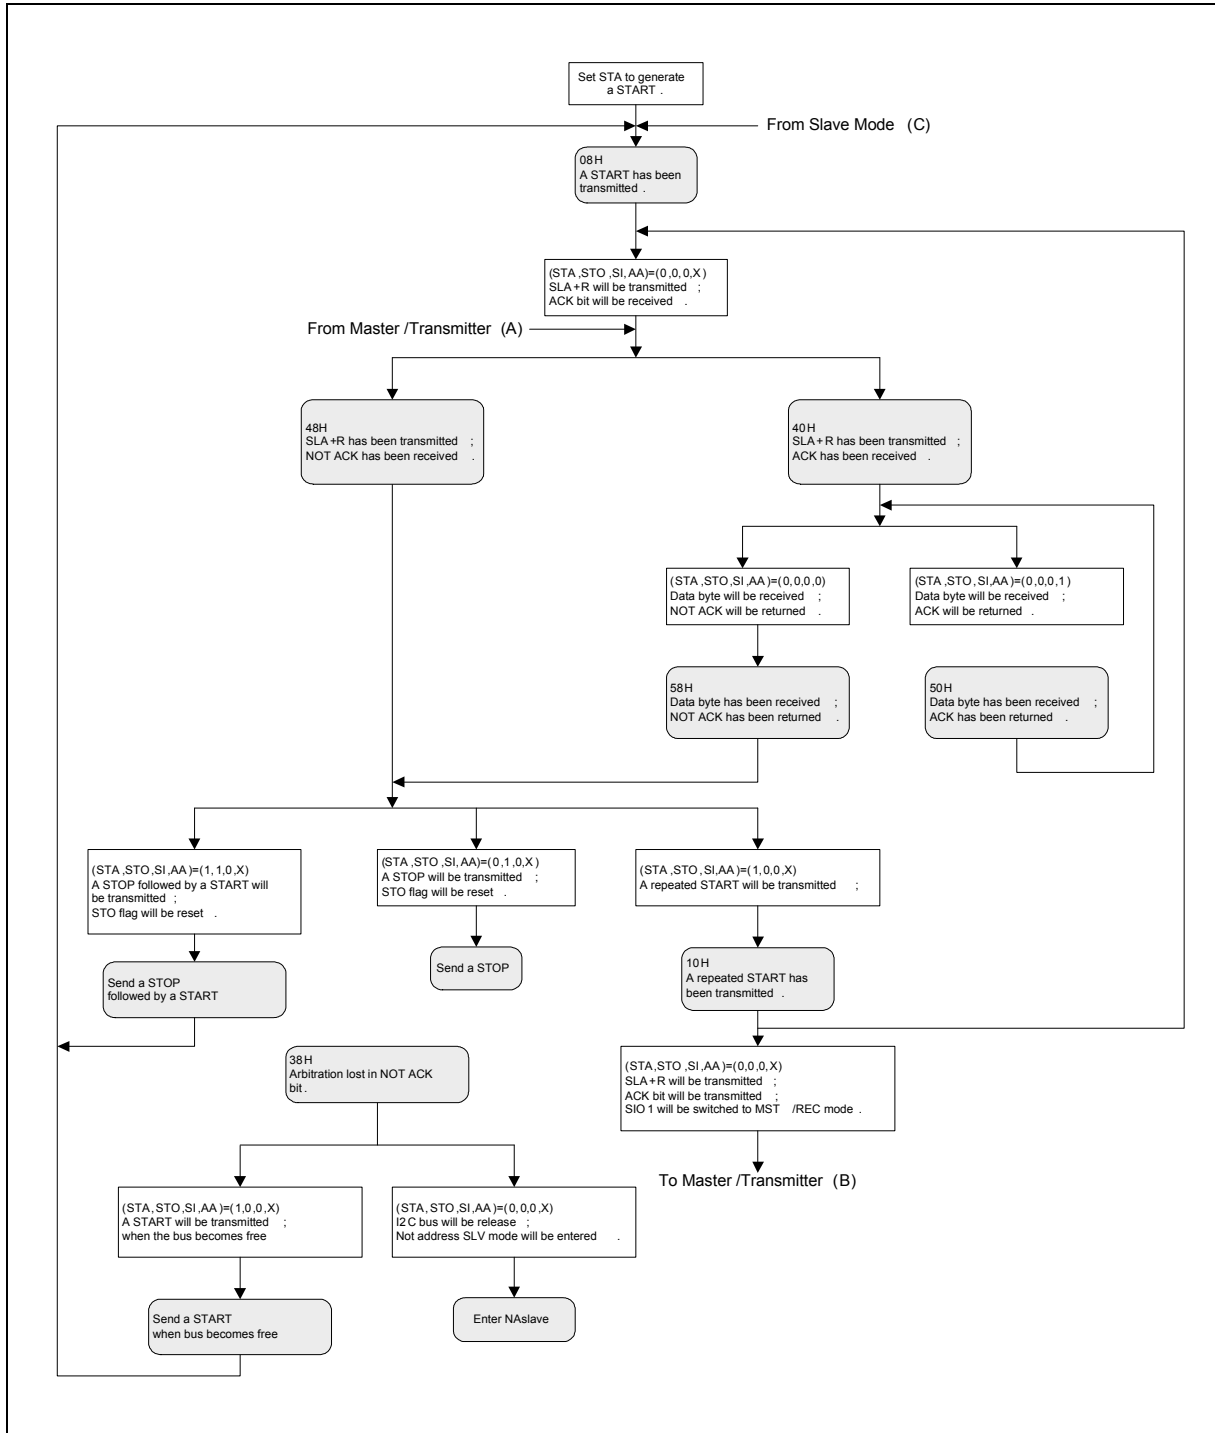 Set STA to generate
a START .
From Slave Mode (C)
08H
A START has been
transmitted .
(STA ,STO ,SI, AA)=(0,0,0,X)
SLA +R will be transmitted ;
ACK bit will be received .
From Master /Transmitter (A)
48H
SLA +R has been transmitted ;
NOT ACK has been received .
40H
SLA + R has been transmitted ;
ACK has been received .
(STA ,STO, SI ,AA )=(0,0,0,0)
Data byte will be received ;
NOT ACK will be returned .
(STA ,STO, SI,AA )=(0,0,0,1)
Data byte will be received ;
ACK will be returned .
58H
Data byte has been received ;
NOT ACK has been returned .
50H
Data byte has been received ;
ACK has been returned .
(STA ,STO, SI, AA )=(1,1,0,X)
A STOP followed by a START will
be transmitted ;
STO flag will be reset .
(STA ,STO ,SI, AA)=(0,1,0,X)
A STOP will be transmitted ;
STO flag will be reset .
(STA ,STO ,SI,AA)=(1,0,0,X)
A repeated START will be transmitted ;
Send a STOP
followed by a START
Send a STOP
10H
A repeated START has
been transmitted .
38H
Arbitration lost in NOT ACK
bit .
(STA,STO ,SI ,AA )=(0,0,0,X)
SLA +R will be transmitted ;
ACK bit will be transmitted ;
SIO 1 will be switched to MST /REC mode .
To Master /Transmitter (B)
(STA, STO, SI, AA)=(1,0,0,X)
A START will be transmitted ;
when the bus becomes free
(STA, STO, SI, AA)=(0,0,0,X)
I2C bus will be release ;
Not address SLV mode will be entered .
Send a START
when bus becomes free
Enter NAslave